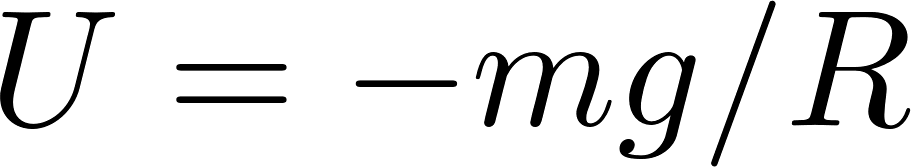 U = −mg/R